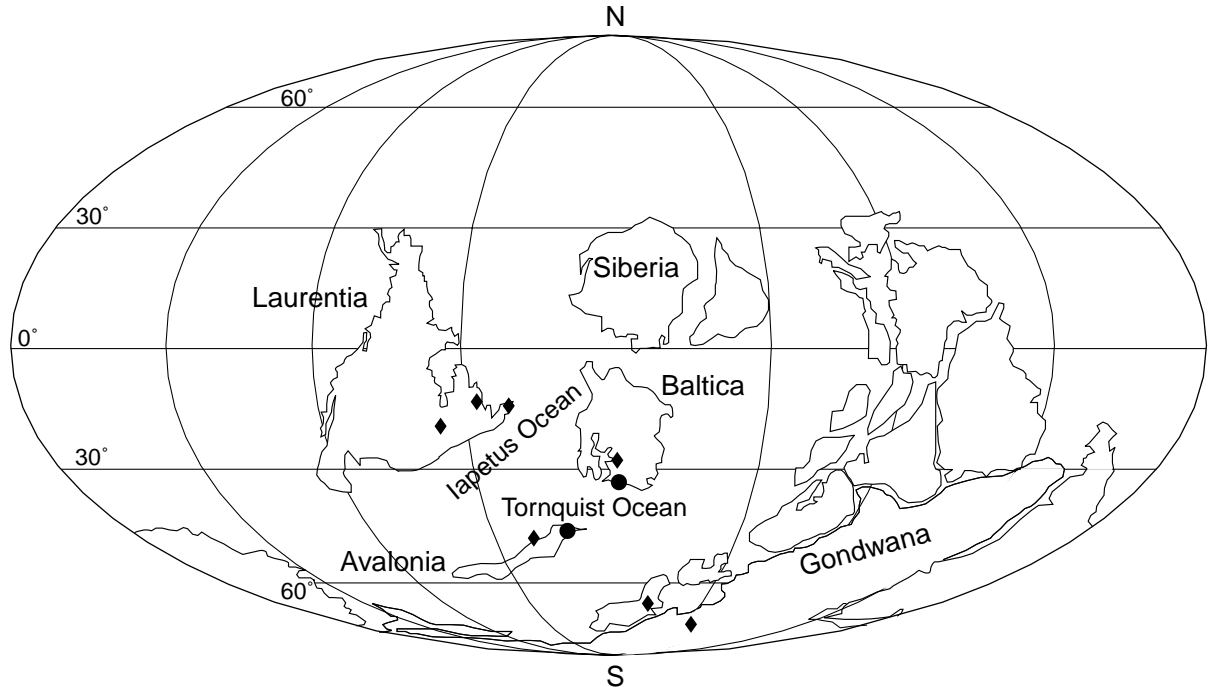 N
60°
30°
Siberia
Laurentia
0°
Baltica
Iapetus Ocean
30°
Tornquist Ocean
Gondwana
Avalonia
60°
S